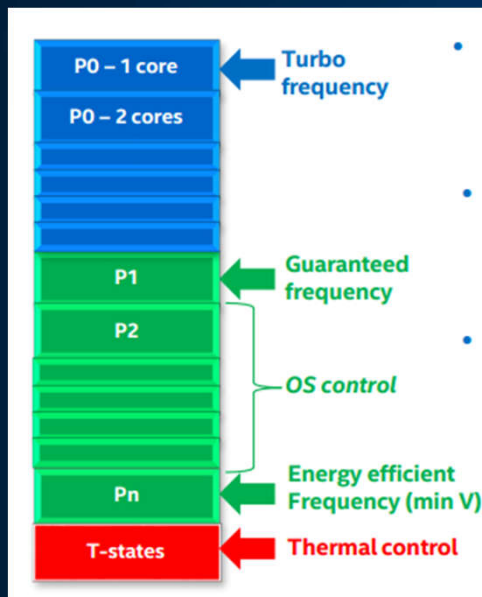 P0 – 1 core
Turbo
frequency
P0 – 2 cores
P1
Guaranteed
frequency
P2
OS control
Pn
Energy efficient
Frequency (min V)
T-states
Thermal control